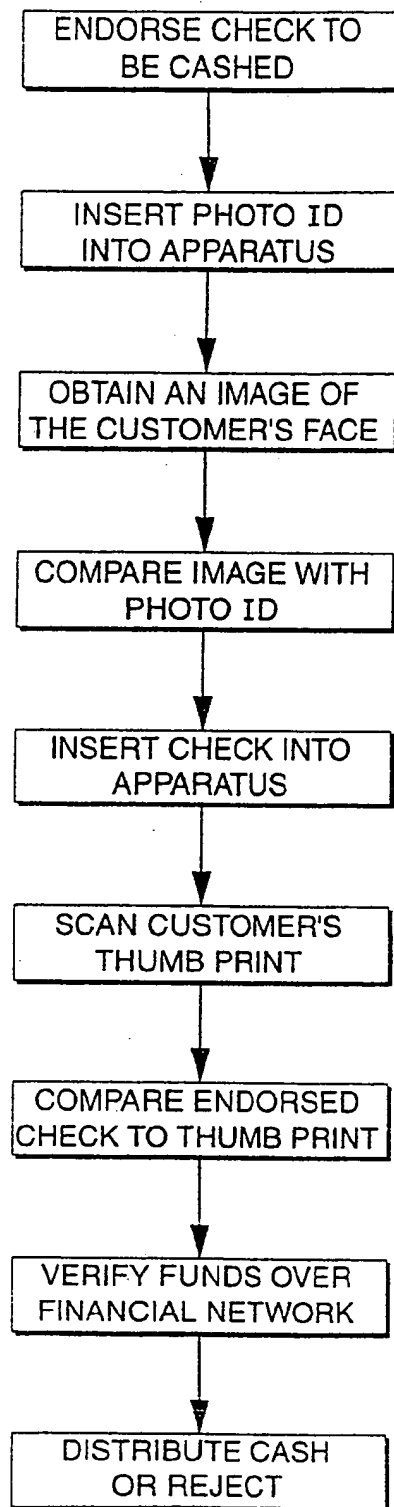 ENDORSE CHECK TO
BE CASHED
INSERT PHOTO ID
INTO APPARATUS
OBTAIN AN IMAGE OF
THE CUSTOMER'S FACE
COMPARE IMAGE WITH
PHOTO ID
INSERT CHECK INTO
APPARATUS
SCAN CUSTOMER'S
THUMB PRINT
COMPARE ENDORSED
CHECK TO THUMB PRINT
VERIFY FUNDS OVER
FINANCIAL NETWORK
DISTRIBUTE CASH
OR REJECT